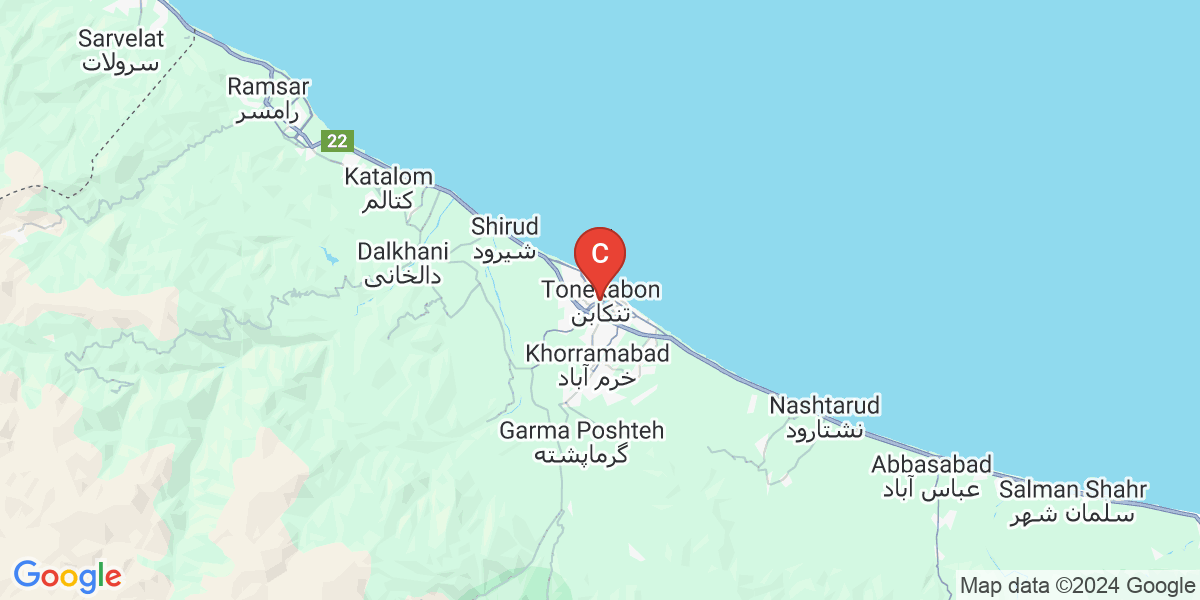 Sarvelat
سرولات
Ramsar
رامسر
22
Katalom
کتالم
Shirud
شیرود
Dalkhani
دالخانی
C
Tonekabon
تنکابن
Khorramabad
خرم آباد
Nashtarud
نشتارود
Garma Poshteh
گرماپشته
Abbasabad
عباس آباد
Salman Shahr
سلمان شهر
Google
Map data ©2024 Google